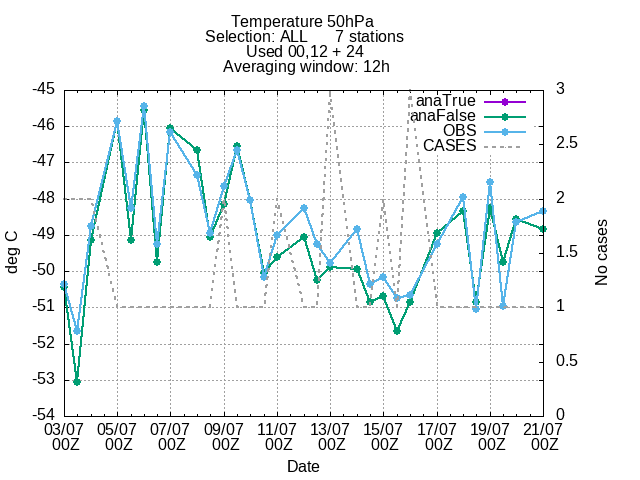 Temperature 50hPa
Selection: ALL 7 stations
Used 00,12 + 24
Averaging window: 12h
-45
-46
-47
-48
-49
-50
-51
-52
-53
-54
deg C
3
2.5
2
1.5
1
0.5
0
No cases
anaTrue
anaFalse
OBS
CASES
03/07 05/07 07/07 09/07 11/07 13/07 15/07 17/07 19/07 21/07
00Z 00Z 00Z 00Z 00Z 00Z 00Z 00Z 00Z 00Z
Date